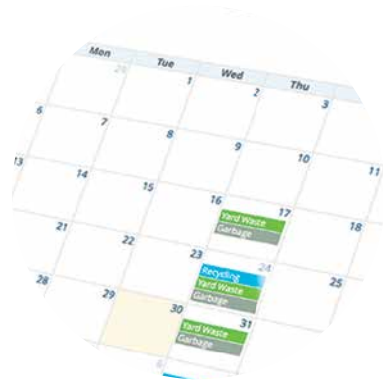 Mon Tue Wed Thu
1 2 3
6 7 8 9 10 11
13 14 15 16 17 18
Yard Waste
Garbage
21 22 23 24 25
Recycling
Yard Waste
Garbage
28 29 30 31
Yard Waste
Garbage